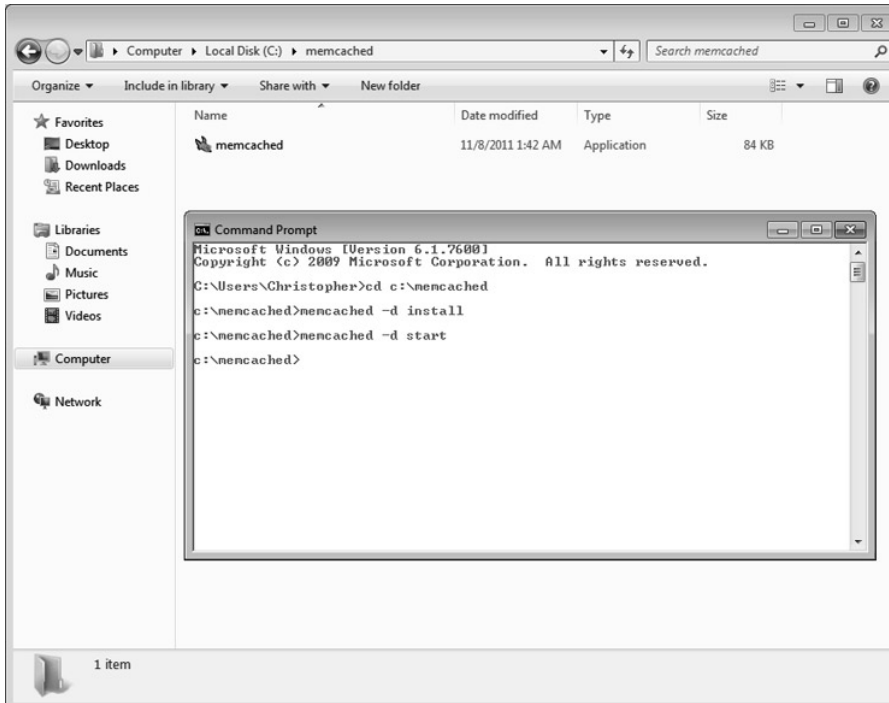 Computer ▸ Local Disk (C:) ▸ memcached
Search memcached
Organize ▾ Include in library ▾ Share with ▾ New folder
Name Date modified Type Size
memcached 11/8/2011 1:42 AM Application 84 KB
Favorites
Desktop
Downloads
Recent Places
Libraries
Documents
Music
Pictures
Videos
Computer
Network
Command Prompt
Microsoft Windows [Version 6.1.7600]
Copyright (c) 2009 Microsoft Corporation. All rights reserved.
C:\Users\Christopher>cd c:\memcached
c:\memcached>memcached -d install
c:\memcached>memcached -d start
c:\memcached>
1 item